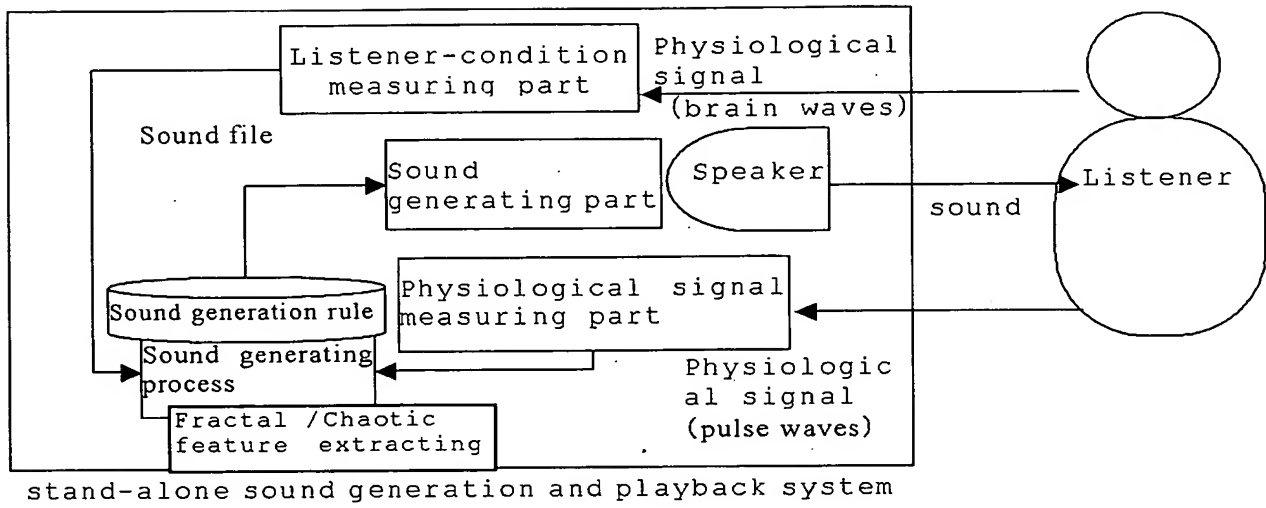 Listener-condition
measuring part
Physiological
signal
(brain waves)
Sound file
Sound
generating part
Speaker
Listener
sound
Sound generation rule
Physiological signal
measuring part
Sound generating
process
Physiologic
al signal
(pulse waves)
Fractal /Chaotic
feature extracting
stand-alone sound generation and playback system